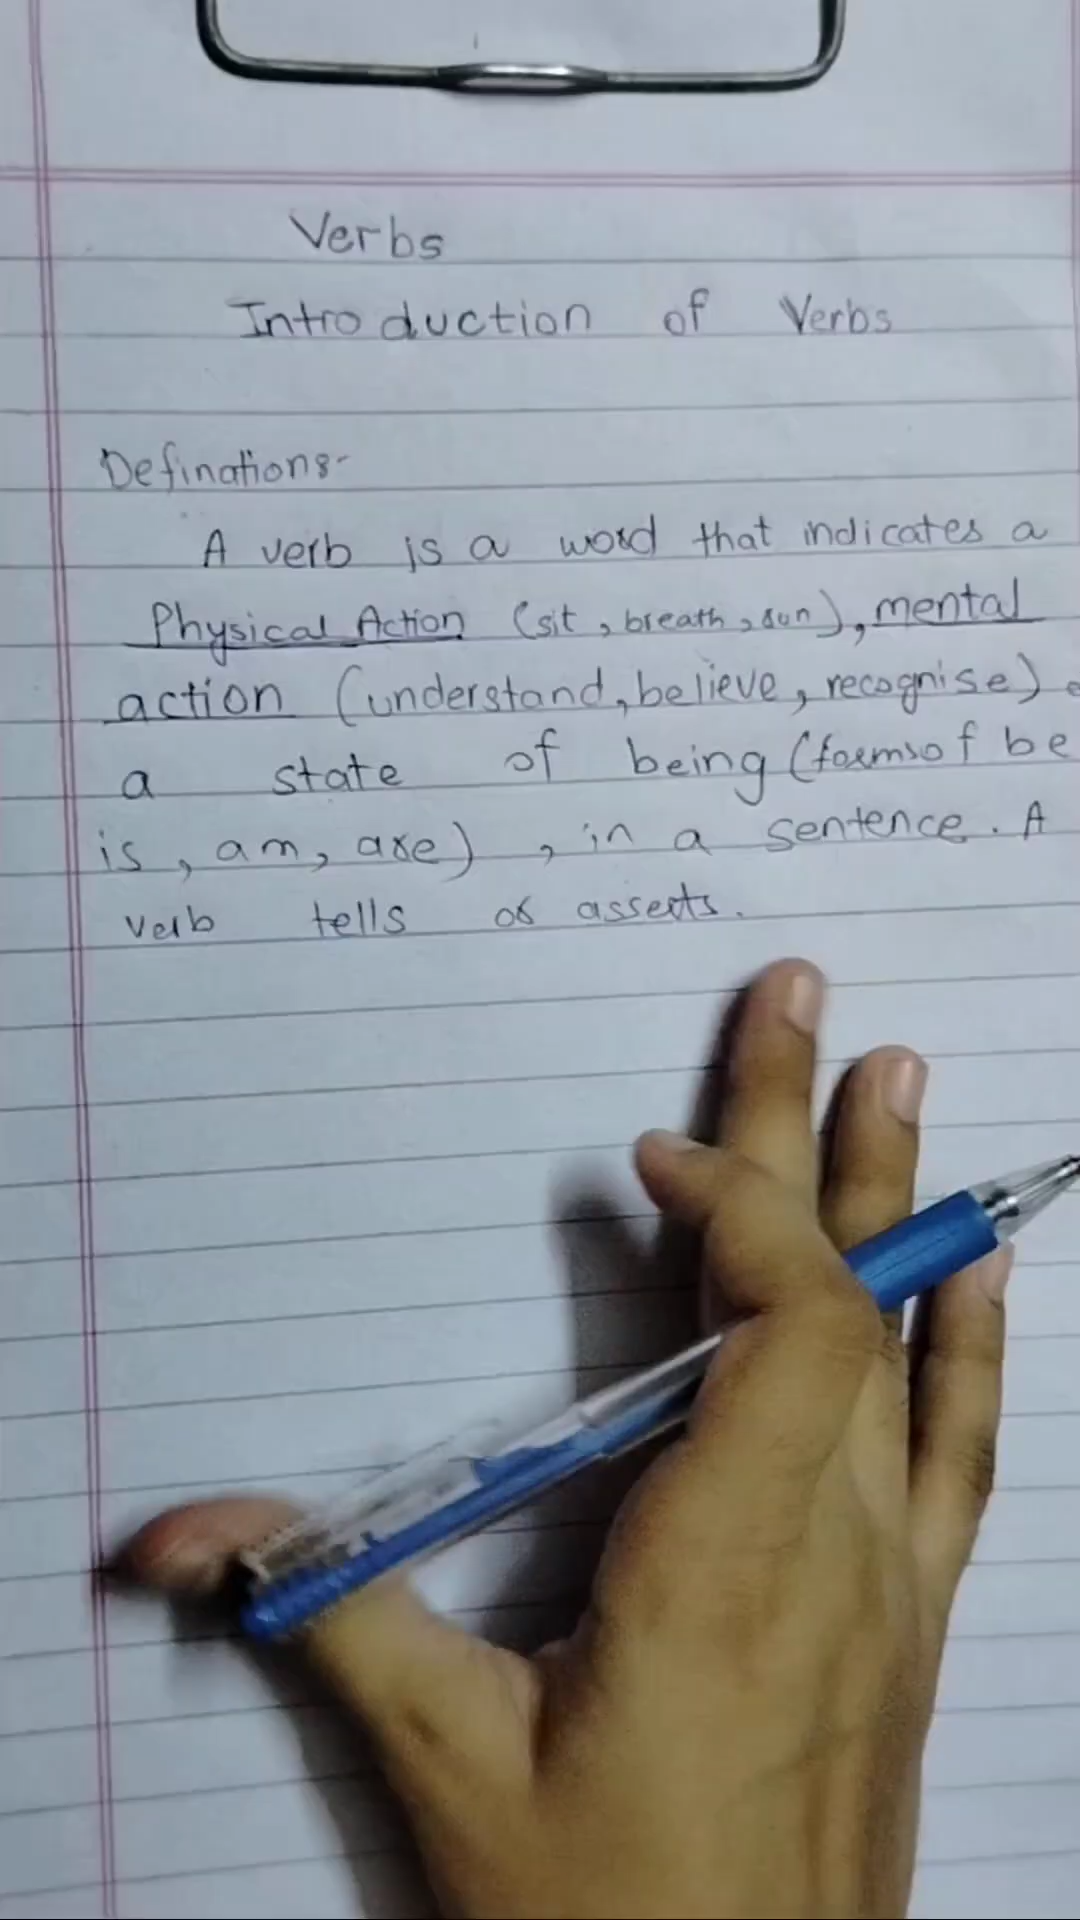 Verbs
Introduction of Verbs
Definations-
A verb is a word that indicates a
Physical Action (sit, breath, run), mental
action (understand, believe, recognise)
a state of being (forms of be
is, am, are), in a sentence. A
verb tells or asserts.